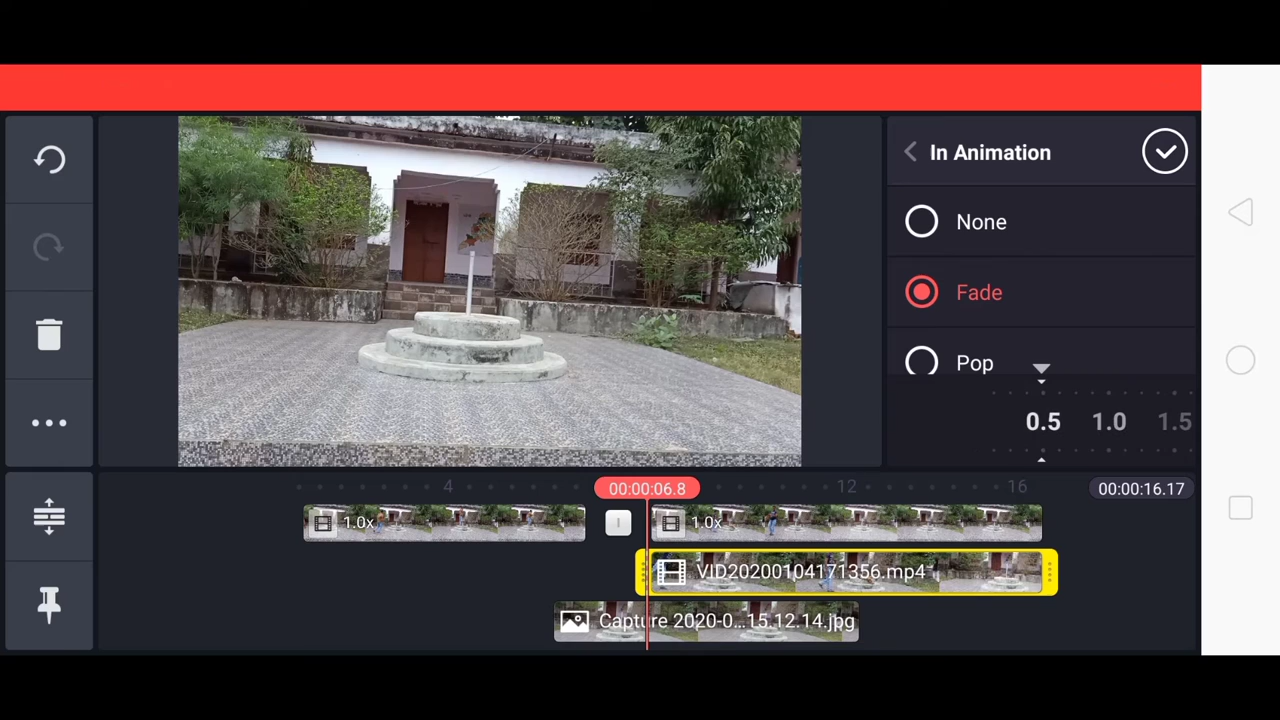 In Animation
None
Fade
Pop
0.5 1.0 1.5
4 00:00:06.8 12 16 00:00:16.17
1.0x 1.0x
VID20200104171356.mp4
Capture 2020-0...15.12.14.jpg